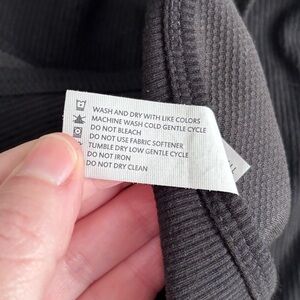 WASH AND DRY WITH LIKE COLORS
MACHINE WASH COLD GENTLE CYCLE
DO NOT BLEACH
DO NOT USE FABRIC SOFTENER
TUMBLE DRY LOW GENTLE CYCLE
DO NOT IRON
DO NOT DRY CLEAN